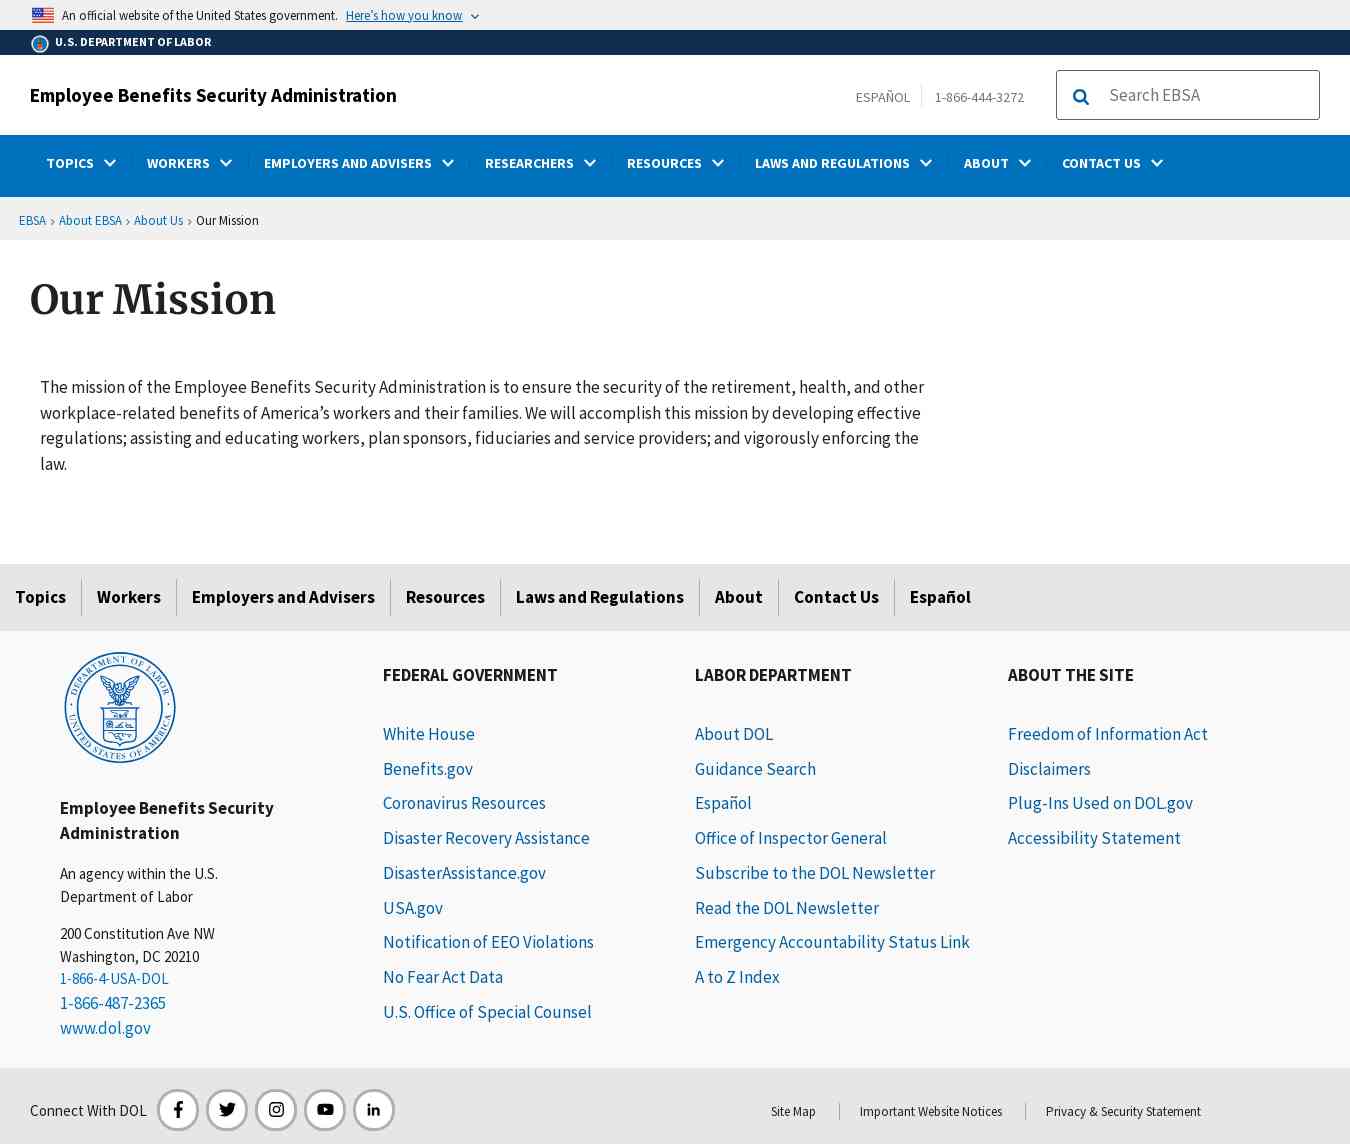 An official website of the United States government. Here’s how you know
U.S. DEPARTMENT OF LABOR
Employee Benefits Security Administration
ESPAÑOL 1-866-444-3272 Search EBSA
TOPICS WORKERS EMPLOYERS AND ADVISERS RESEARCHERS RESOURCES LAWS AND REGULATIONS ABOUT CONTACT US
EBSA › About EBSA › About Us › Our Mission
Our Mission
The mission of the Employee Benefits Security Administration is to ensure the security of the retirement, health, and other
workplace-related benefits of America’s workers and their families. We will accomplish this mission by developing effective
regulations; assisting and educating workers, plan sponsors, fiduciaries and service providers; and vigorously enforcing the
law.
Topics Workers Employers and Advisers Resources Laws and Regulations About Contact Us Español
DEPARTMENT OF LABOR
UNITED STATES OF AMERICA
Employee Benefits Security
Administration
An agency within the U.S.
Department of Labor
200 Constitution Ave NW
Washington, DC 20210
1-866-4-USA-DOL
1-866-487-2365
www.dol.gov
FEDERAL GOVERNMENT
White House
Benefits.gov
Coronavirus Resources
Disaster Recovery Assistance
DisasterAssistance.gov
USA.gov
Notification of EEO Violations
No Fear Act Data
U.S. Office of Special Counsel
LABOR DEPARTMENT
About DOL
Guidance Search
Español
Office of Inspector General
Subscribe to the DOL Newsletter
Read the DOL Newsletter
Emergency Accountability Status Link
A to Z Index
ABOUT THE SITE
Freedom of Information Act
Disclaimers
Plug-Ins Used on DOL.gov
Accessibility Statement
Connect With DOL
Site Map Important Website Notices Privacy & Security Statement